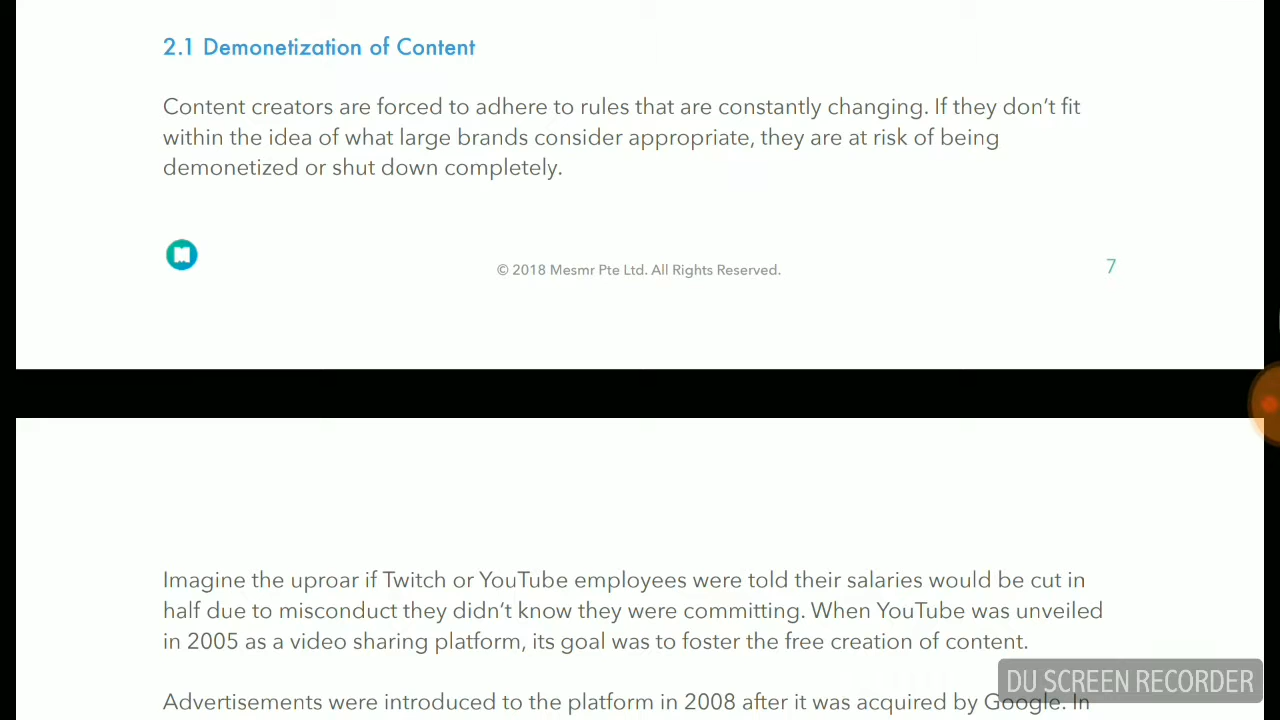 2.1 Demonetization of Content
Content creators are forced to adhere to rules that are constantly changing. If they don't fit
within the idea of what large brands consider appropriate, they are at risk of being
demonetized or shut down completely.
© 2018 Mesmr Pte Ltd. All Rights Reserved.
7
Imagine the uproar if Twitch or YouTube employees were told their salaries would be cut in
half due to misconduct they didn't know they were committing. When YouTube was unveiled
in 2005 as a video sharing platform, its goal was to foster the free creation of content.
DU SCREEN RECORDER
Advertisements were introduced to the platform in 2008 after it was acquired by Google. In